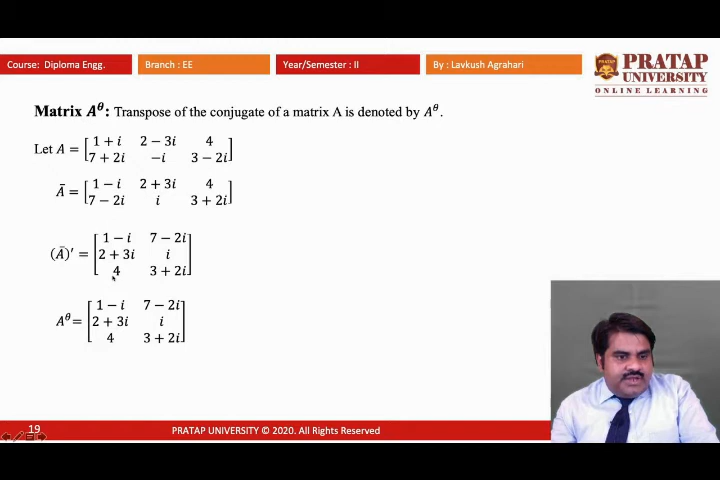 Course: Diploma Engg.
Branch : EE
Year/Semester : II
By : Lavkush Agrahari
PRATAP
UNIVERSITY
ONLINE LEARNING
Matrix A^θ: Transpose of the conjugate of a matrix A is denoted by A^θ.
Let A = [1 + i  2 − 3i  4
7 + 2i  −i  3 − 2i]
Ā = [1 − i  2 + 3i  4
7 − 2i  i  3 + 2i]
(Ā)′ = [1 − i  7 − 2i
2 + 3i  i
4  3 + 2i]
A^θ = [1 − i  7 − 2i
2 + 3i  i
4  3 + 2i]
19
PRATAP UNIVERSITY © 2020. All Rights Reserved